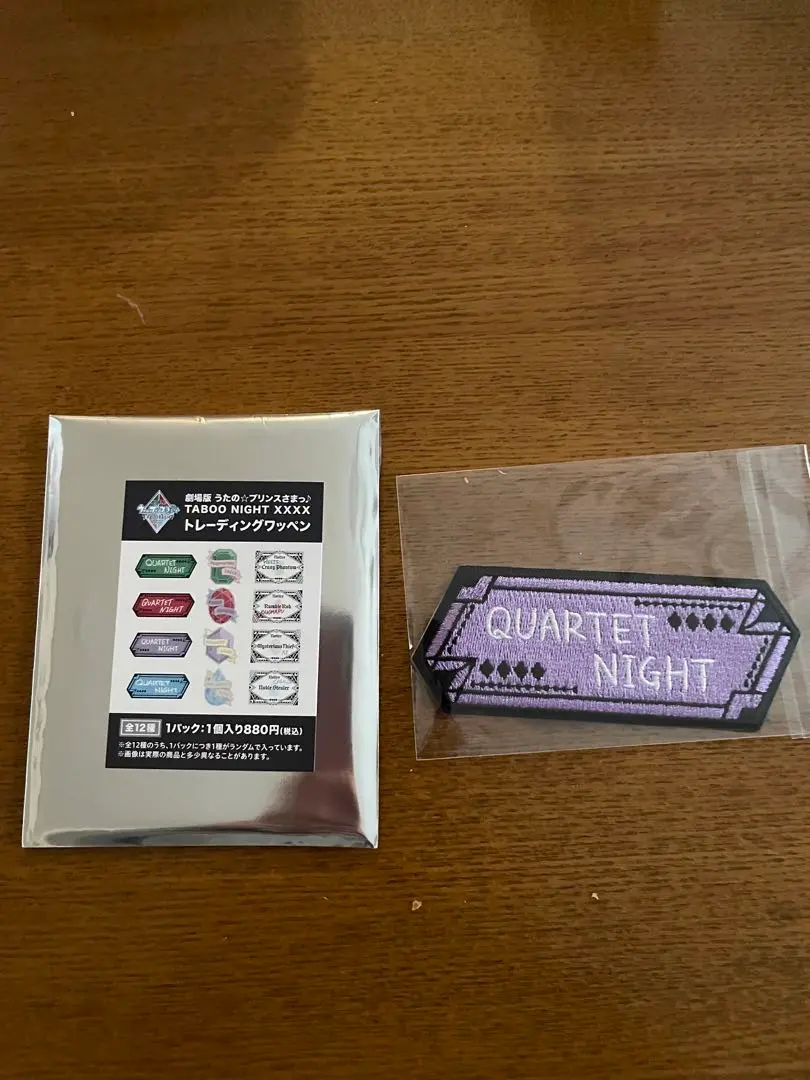 劇場版 うたの☆プリンスさまっ♪
TABOO NIGHT XXXX
トレーディングワッペン
QUARTET
NIGHT
Crazy Phantom
QUARTET
NIGHT
Rumble Rob
QUARTET
NIGHT
Mysterious Thief
QUARTET
NIGHT
Noble Stealer
全12種 1パック:1個入り880円(税込)
※全12種のうち、1パックにつき1種がランダムで入っています。
※画像は実際の商品と多少異なることがあります。
QUARTET
NIGHT